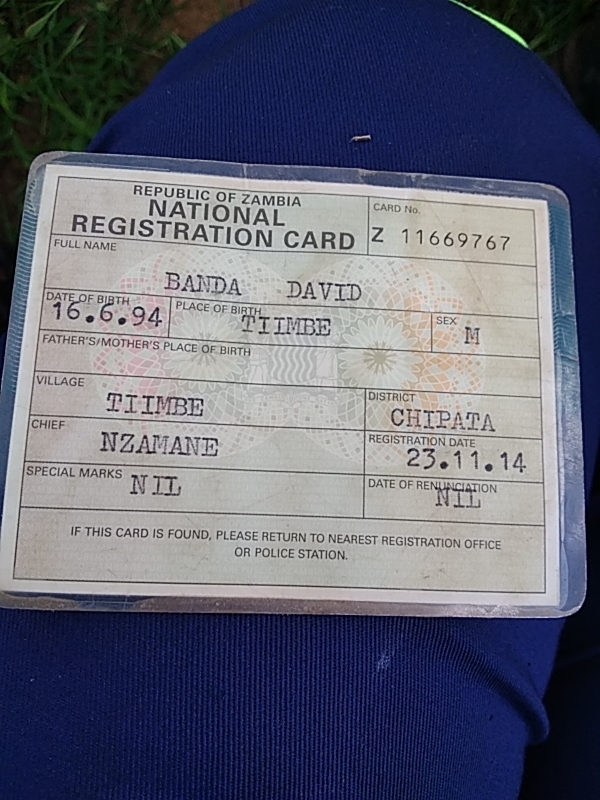 REPUBLIC OF ZAMBIA
NATIONAL
REGISTRATION CARD
CARD No.
Z 11669767
FULL NAME
BANDA DAVID
DATE OF BIRTH
16.6.94
PLACE OF BIRTH
TIIMBE
SEX
M
FATHER'S/MOTHER'S PLACE OF BIRTH
VILLAGE
TIIMBE
DISTRICT
CHIPATA
CHIEF
NZAMANE
REGISTRATION DATE
23.11.14
SPECIAL MARKS
NIL
DATE OF RENUNCIATION
NIL
IF THIS CARD IS FOUND, PLEASE RETURN TO NEAREST REGISTRATION OFFICE
OR POLICE STATION.